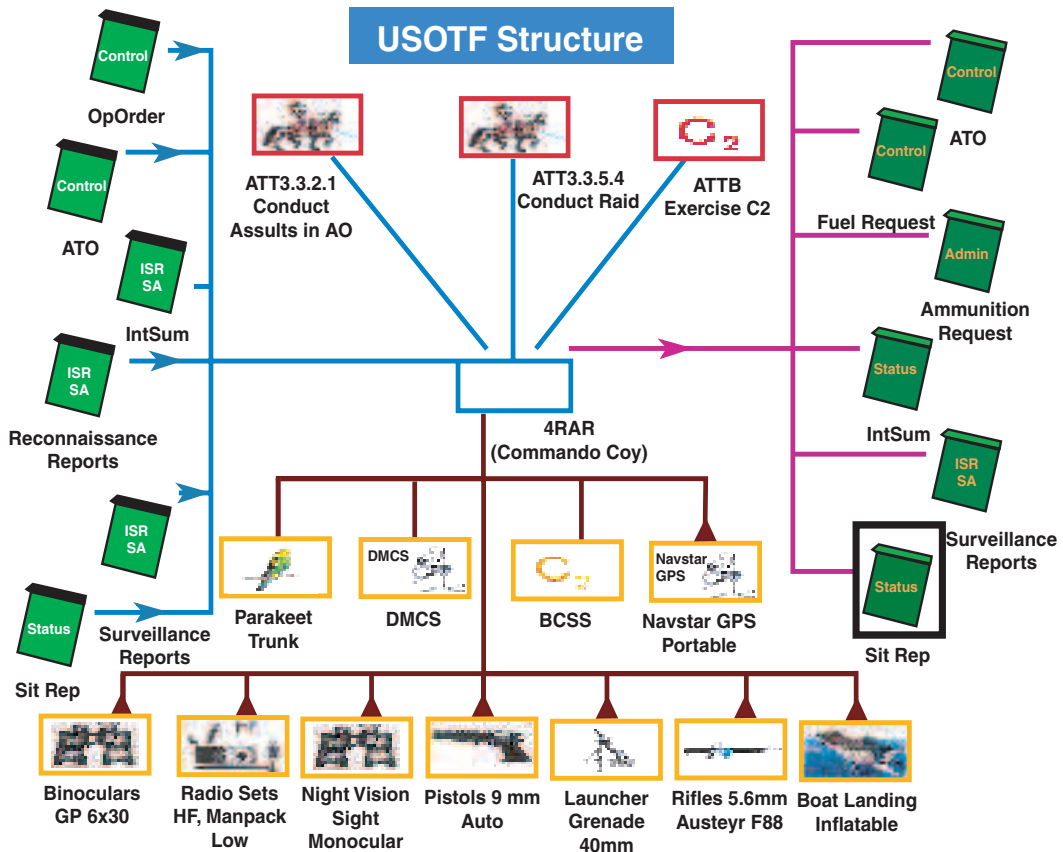 USOTF Structure
Control
OpOrder
Control
ATO
ISR
SA
IntSum
ISR
SA
Reconnaissance
Reports
ISR
SA
Surveillance
Reports
Status
Sit Rep
ATT3.3.2.1
Conduct
Assults in AO
ATT3.3.5.4
Conduct Raid
C2
ATTB
Exercise C2
4RAR
(Commando Coy)
Parakeet
Trunk
DMCS
DMCS
C2
BCSS
Navstar
GPS
Navstar GPS
Portable
Control
ATO
Control
Fuel Request
Admin
Ammunition
Request
Status
IntSum
ISR
SA
Surveillance
Reports
Status
Sit Rep
Binoculars
GP 6x30
Radio Sets
HF, Manpack
Low
Night Vision
Sight
Monocular
Pistols 9 mm
Auto
Launcher
Grenade
40mm
Rifles 5.6mm
Austeyr F88
Boat Landing
Inflatable